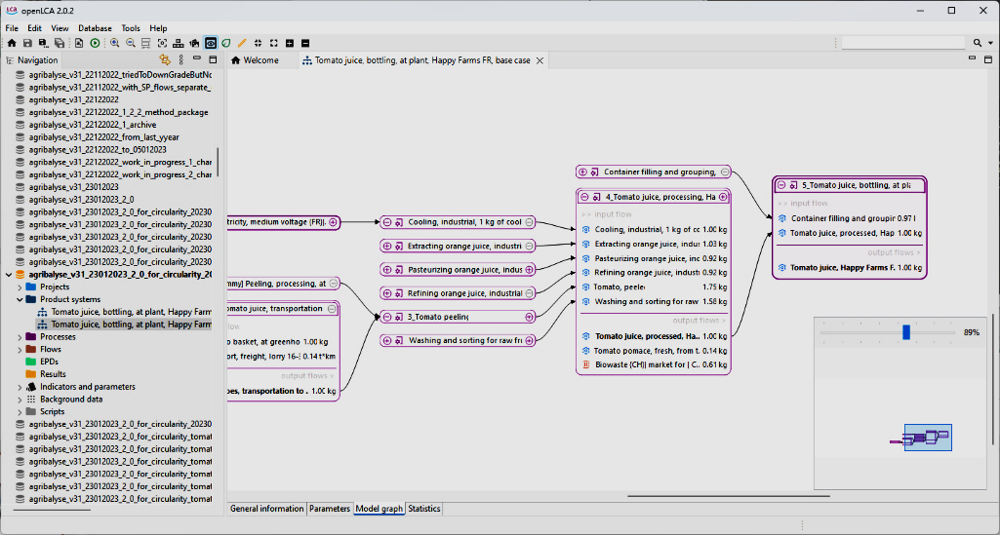 openLCA 2.0.2
File Edit View Database Tools Help
Navigation
Welcome
Tomato juice, bottling, at plant, Happy Farms FR, base case
agribalyse_v31_22112022_triedToDownGradeButNo
agribalyse_v31_22112022_with_SP_flows_separate_
agribalyse_v31_22122022
agribalyse_v31_22122022_1_2_2_method_package
agribalyse_v31_22122022_1_archive
agribalyse_v31_22122022_from_last_yyear
agribalyse_v31_22122022_to_05012023
agribalyse_v31_22122022_work_in_progress_1_char
agribalyse_v31_22122022_work_in_progress_2_char
agribalyse_v31_23012023
agribalyse_v31_23012023_2_0
agribalyse_v31_23012023_2_0_for_circularity_20230
agribalyse_v31_23012023_2_0_for_circularity_20230
agribalyse_v31_23012023_2_0_for_circularity_20230
agribalyse_v31_23012023_2_0_for_circularity_20230
agribalyse_v31_23012023_2_0_for_circularity_20230
agribalyse_v31_23012023_2_0_for_circularity_20
Projects
Product systems
Tomato juice, bottling, at plant, Happy Farm
Tomato juice, bottling, at plant, Happy Farm
Processes
Flows
EPDs
Results
Indicators and parameters
Background data
Scripts
agribalyse_v31_23012023_2_0_for_circularity_20230
agribalyse_v31_23012023_2_0_for_circularity_tomat
agribalyse_v31_23012023_2_0_for_circularity_tomat
agribalyse_v31_23012023_2_0_for_circularity_tomat
agribalyse_v31_23012023_2_0_for_circularity_tomat
agribalyse_v31_23012023_2_0_for_circularity_tomat
agribalyse_v31_23012023_2_0_for_circularity_tomat
tricity, medium voltage {FR}|.
mmy] Peeling, processing, at
omato juice, transportation
flow
o basket, at greenho 1.00 kg
ort, freight, lorry 16-3 0.14 t*km
output flows >
oes, transportation to . 1.00 kg
Cooling, industrial, 1 kg of cool
Extracting orange juice, industri
Pasteurizing orange juice, indus
Refining orange juice, industrial
3_Tomato peeling
Washing and sorting for raw fr
Container filling and grouping,
4_Tomato juice, processing, Ha
>> input flow
Cooling, industrial, 1 kg of cc 1.00 kg
Extracting orange juice, indus 1.03 kg
Pasteurizing orange juice, inc 0.92 kg
Refining orange juice, industri 0.92 kg
Tomato, peele 1.75 kg
Washing and sorting for raw 1.58 kg
output flows >
Tomato juice, processed, Ha.. 1.00 kg
Tomato pomace, fresh, from t. 0.14 kg
Biowaste {CH}| market for | C.. 0.61 kg
5_Tomato juice, bottling, at pla
>> input flow
Container filling and groupin 0.97 l
Tomato juice, processed, Hap 1.00 kg
output flows >
Tomato juice, Happy Farms F. 1.00 kg
89%
General information Parameters Model graph Statistics